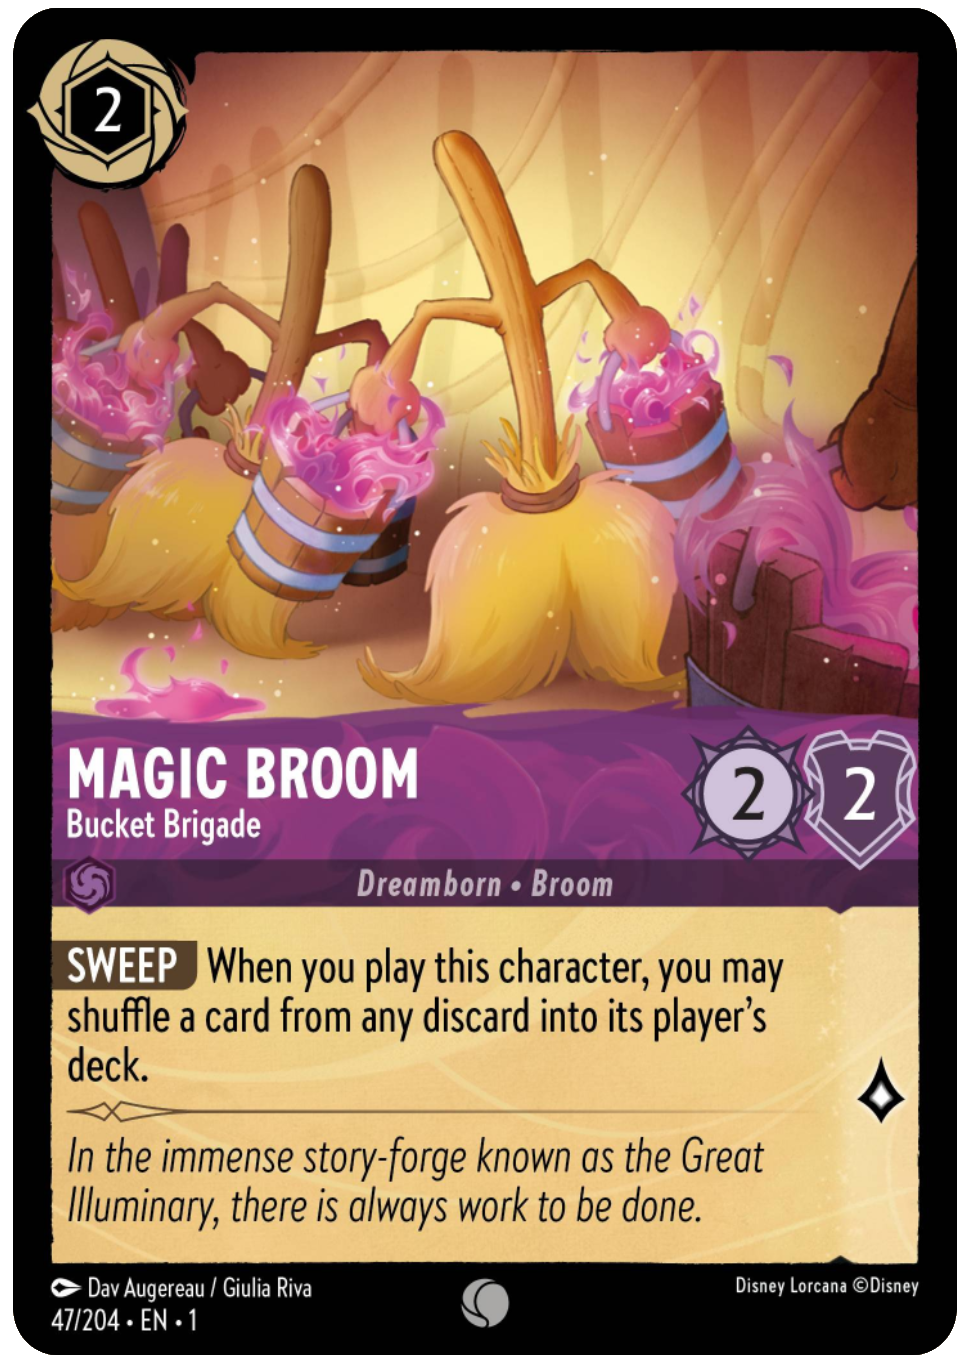 2
MAGIC BROOM
Bucket Brigade
2
2
Dreamborn • Broom
SWEEP When you play this character, you may
shuffle a card from any discard into its player’s
deck.
In the immense story-forge known as the Great
Illuminary, there is always work to be done.
Dav Augereau / Giulia Riva
47/204 • EN • 1
Disney Lorcana ©Disney